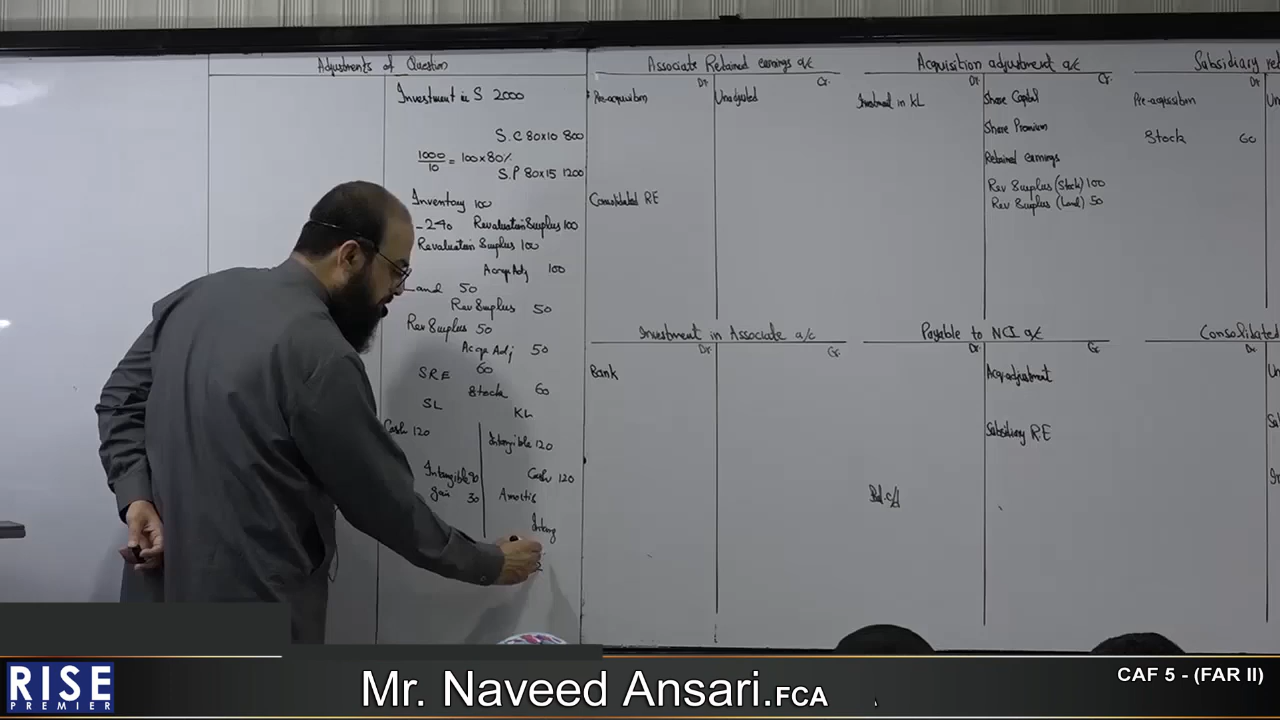 Adjustments of Question
Investment in S 2000
S.C 80x10 800
1000/10 = 100x80%
S.P 80x15 1200
Inventory 100
Revaluation Surplus 100
Revaluation Surplus 100
Acqu Adj 100
Land 50
Rev Surplus 50
Rev Surplus 50
Acqu Adj 50
SRE 60
Stock 60
SL KL
Cash 120
Intangible 120
Intangible 90
Cash 120
gain 30
Amortis
Intang
Associate Retained earnings a/c
Dr. Cr.
Pre-acquisition Unadjusted
Consolidated RE
Acquisition adjustment a/c
Dr. Cr.
Investment in KL Share Capital
Share Premium
Retained earnings
Rev Surplus (Stock) 100
Rev Surplus (Land) 50
Subsidiary
Dr
Pre-acquisition
Stock 60
Investment in Associate a/c
Dr. Cr.
Bank
Payable to NCI a/c
Dr. Cr.
Acq adjustment
Subsidiary RE
Bal. c/d
Consolidated
Dr.
RISE
PREMIER
Mr. Naveed Ansari.FCA
CAF 5 - (FAR II)